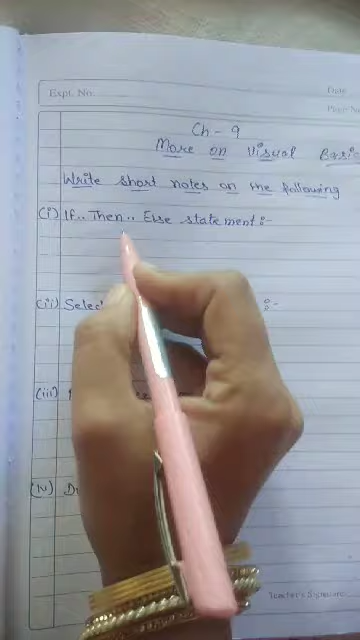 Expt. No.
Date
Ch - 9
More on Visual Basic
Write short notes on the following
(i) If.. Then.. Else statement :-
(ii) Selec :-
(iii)
(iv) D
Teacher's Signature